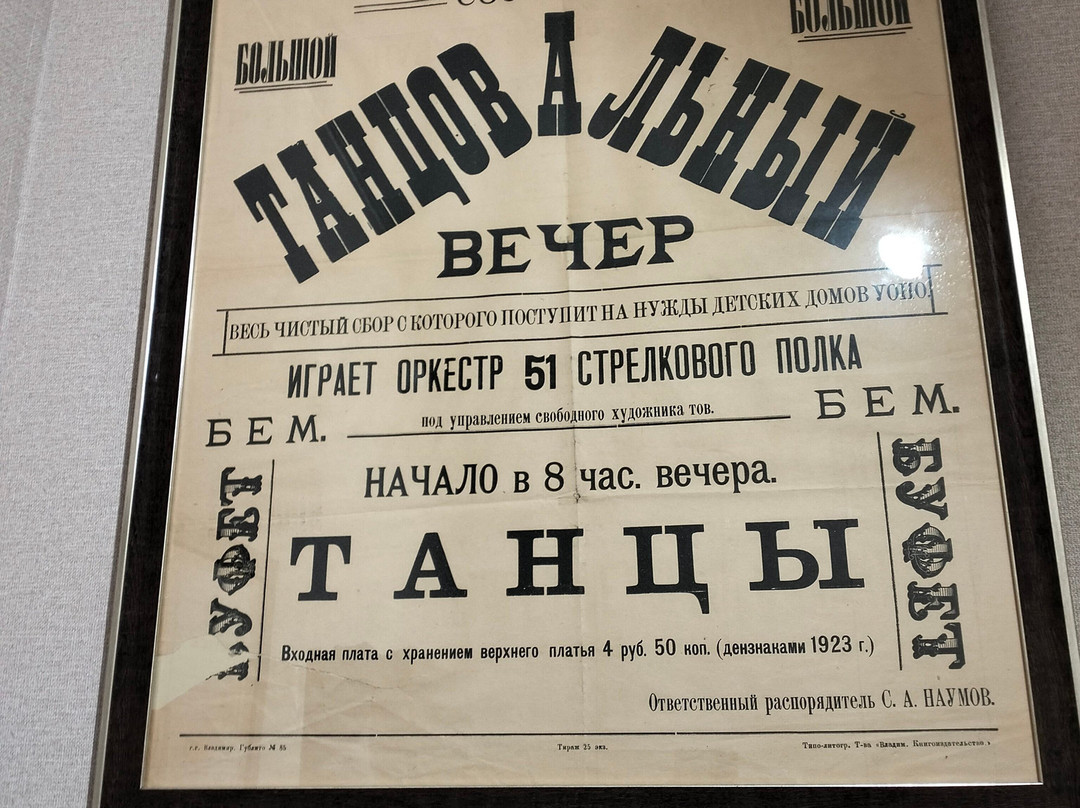 БОЛЬШОЙ
БОЛЬШОЙ
ТАНЦОВАЛЬНЫЙ
ВЕЧЕР
ВЕСЬ ЧИСТЫЙ СБОР С КОТОРОГО ПОСТУПИТ НА НУЖДЫ ДЕТСКИХ ДОМОВ УОНО.
ИГРАЕТ ОРКЕСТР 51 СТРЕЛКОВОГО ПОЛКА
БЕМ. под управлением свободного художника тов. БЕМ.
НАЧАЛО в 8 час. вечера.
БУФЕТ
ТАНЦЫ
БУФЕТ
Входная плата с хранением верхнего платья 4 руб. 50 коп. (дензнаками 1923 г.)
Ответственный распорядитель С. А. НАУМОВ.
г.г. Владимир. Гублито № 85 Тираж 25 экз. Типо-литогр. Т-ва «Владим. Книгоиздательство»